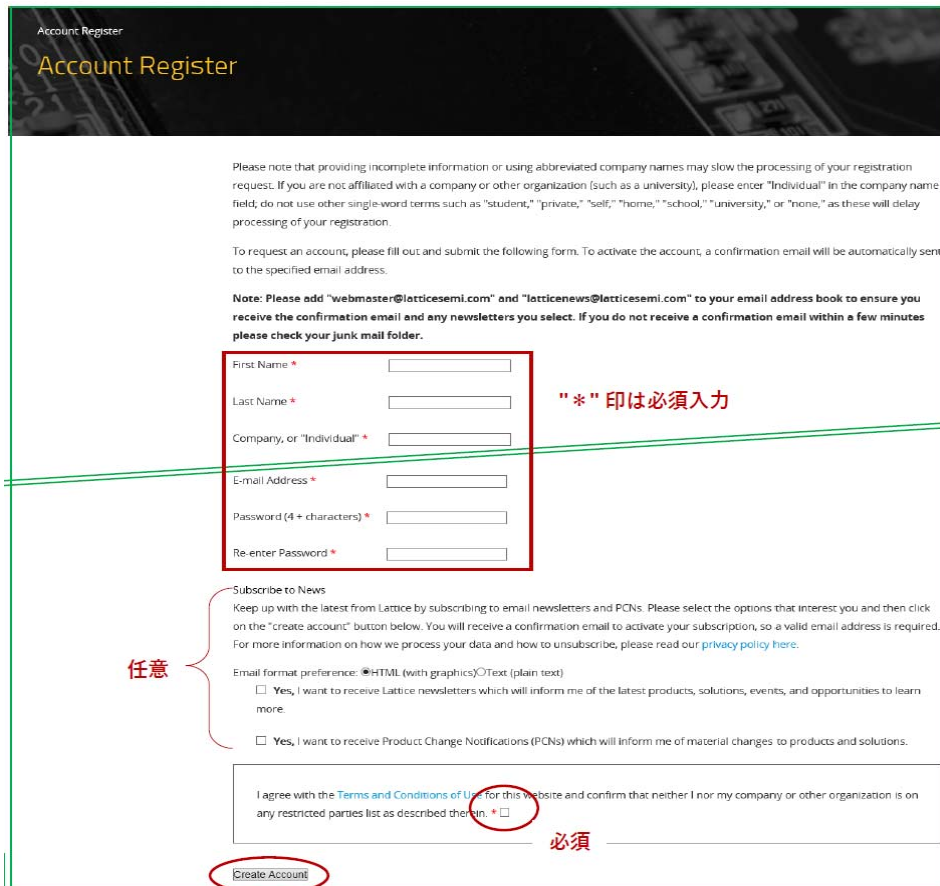 Account Register
Account Register
Please note that providing incomplete information or using abbreviated company names may slow the processing of your registration
request. If you are not affiliated with a company or other organization (such as a university), please enter "Individual" in the company name
field; do not use other single-word terms such as "student," "private," "self," "home," "school," "university," or "none," as these will delay
processing of your registration.
To request an account, please fill out and submit the following form. To activate the account, a confirmation email will be automatically sent
to the specified email address.
Note: Please add "webmaster@latticesemi.com" and "latticenews@latticesemi.com" to your email address book to ensure you
receive the confirmation email and any newsletters you select. If you do not receive a confirmation email within a few minutes
please check your junk mail folder.
First Name *
Last Name *
"＊" 印は必須入力
Company, or "Individual" *
E-mail Address *
Password (4 + characters) *
Re-enter Password *
Subscribe to News
Keep up with the latest from Lattice by subscribing to email newsletters and PCNs. Please select the options that interest you and then click
on the "create account" button below. You will receive a confirmation email to activate your subscription, so a valid email address is required.
For more information on how we process your data and how to unsubscribe, please read our privacy policy here.
任意
Email format preference: HTML (with graphics) Text (plain text)
Yes, I want to receive Lattice newsletters which will inform me of the latest products, solutions, events, and opportunities to learn
more.
Yes, I want to receive Product Change Notifications (PCNs) which will inform me of material changes to products and solutions.
I agree with the Terms and Conditions of Use for this website and confirm that neither I nor my company or other organization is on
any restricted parties list as described therein. *
必須
Create Account